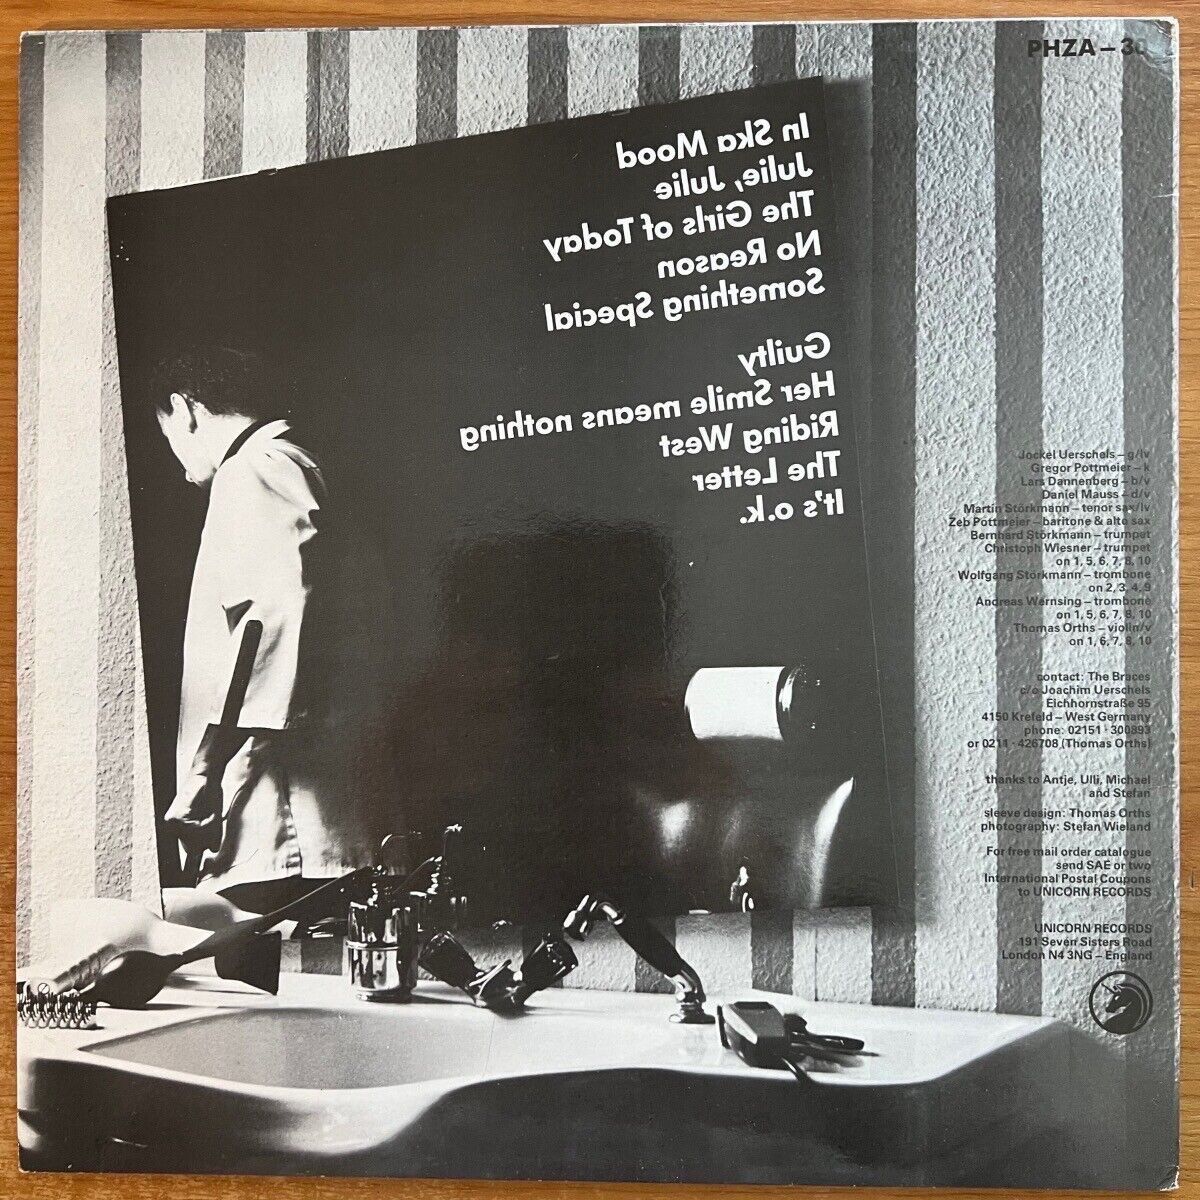 PHZA – 3
In Ska Mood
Julie, Julie
The Girls of Today
No Reason
Something Special
Guilty
Her Smile means nothing
Riding West
The Letter
It's o.k.
Jockel Uerschels – g/lv
Gregor Pottmeier – k
Lars Dannenberg – b/v
Daniel Mauss – d/v
Martin Störkmann – tenor sax/lv
Zeb Pottmeier – baritone & alto sax
Bernhard Störkmann – trumpet
Christoph Wiesner – trumpet
on 1, 5, 6, 7, 8, 10
Wolfgang Störkmann – trombone
on 2, 3, 4, 9
Andreas Wernsing – trombone
on 1, 5, 6, 7, 8, 10
Thomas Orths – violin/v
on 1, 6, 7, 8, 10
contact: The Braces
c/o Joachim Uerschels
Eichhornstraße 95
4150 Krefeld – West Germany
phone: 02151 · 300893
or 0211 · 426708 (Thomas Orths)
thanks to Antje, Ulli, Michael
and Stefan
sleeve design: Thomas Orths
photography: Stefan Wieland
For free mail order catalogue
send SAE or two
International Postal Coupons
to UNICORN RECORDS
UNICORN RECORDS
191 Seven Sisters Road
London N4 3NG – England